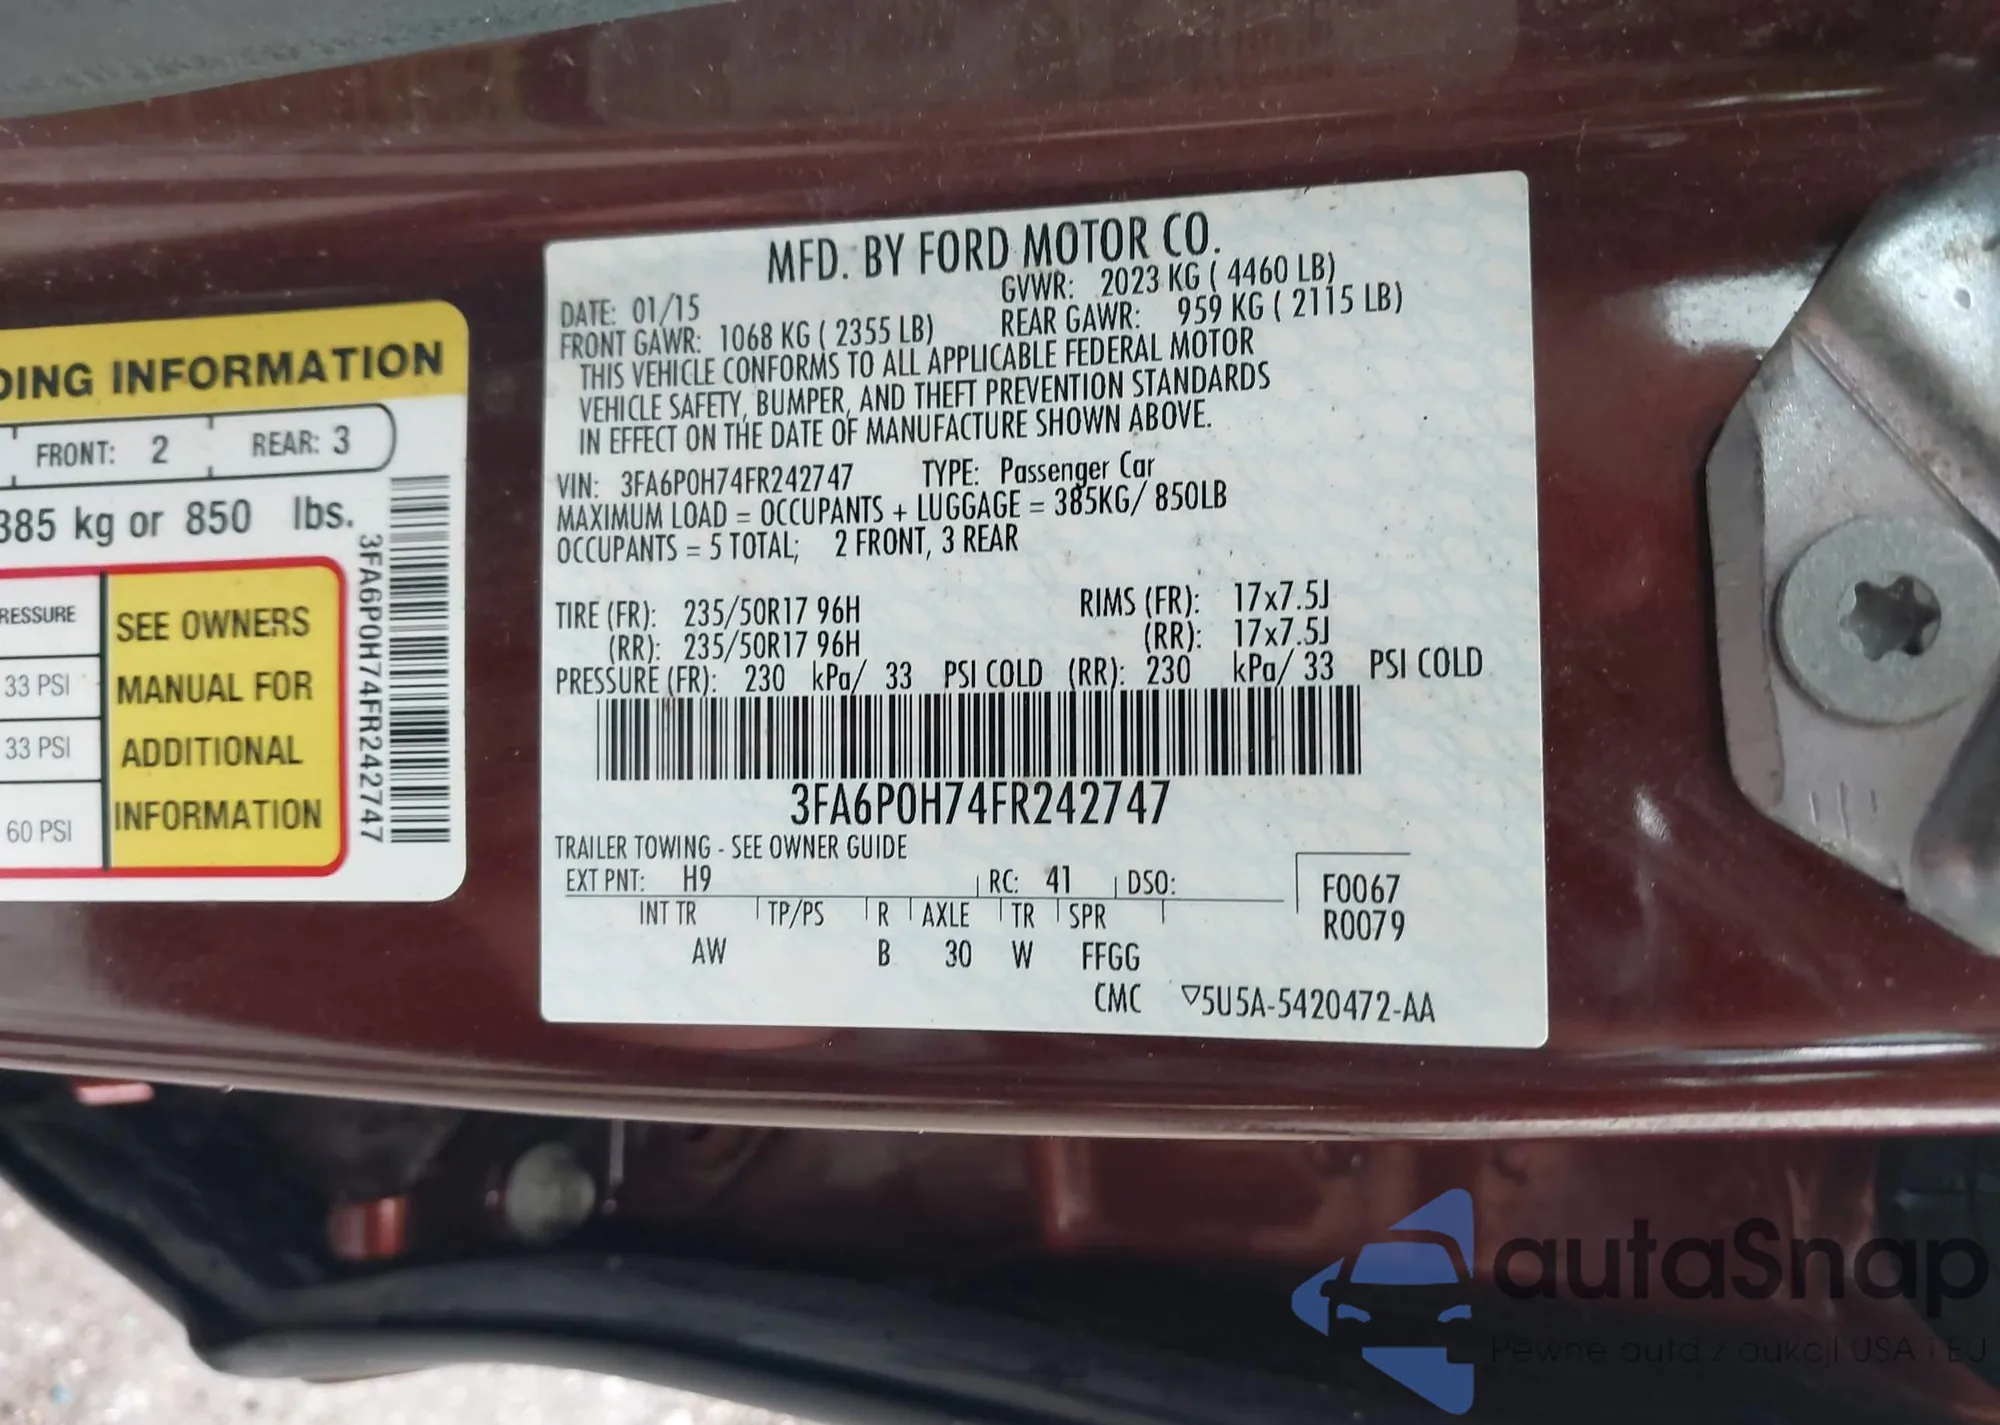 DING INFORMATION
FRONT: 2 REAR: 3
385 kg or 850 lbs.
RESSURE
33 PSI
33 PSI
60 PSI
SEE OWNERS
MANUAL FOR
ADDITIONAL
INFORMATION
3FA6P0H74FR242747
MFD. BY FORD MOTOR CO.
DATE: 01/15 GVWR: 2023 KG ( 4460 LB)
FRONT GAWR: 1068 KG ( 2355 LB) REAR GAWR: 959 KG ( 2115 LB)
THIS VEHICLE CONFORMS TO ALL APPLICABLE FEDERAL MOTOR
VEHICLE SAFETY, BUMPER, AND THEFT PREVENTION STANDARDS
IN EFFECT ON THE DATE OF MANUFACTURE SHOWN ABOVE.
VIN: 3FA6P0H74FR242747 TYPE: Passenger Car
MAXIMUM LOAD = OCCUPANTS + LUGGAGE = 385KG/ 850LB
OCCUPANTS = 5 TOTAL; 2 FRONT, 3 REAR
TIRE (FR): 235/50R17 96H RIMS (FR): 17x7.5J
(RR): 235/50R17 96H (RR): 17x7.5J
PRESSURE (FR): 230 kPa/ 33 PSI COLD (RR): 230 kPa/ 33 PSI COLD
3FA6P0H74FR242747
TRAILER TOWING - SEE OWNER GUIDE
EXT PNT: H9 RC: 41 DSO: F0067
INT TR TP/PS R AXLE TR SPR R0079
AW B 30 W FFGG
CMC ▽5U5A-5420472-AA
autaSnap
Pewne auta z aukcji USA i EU